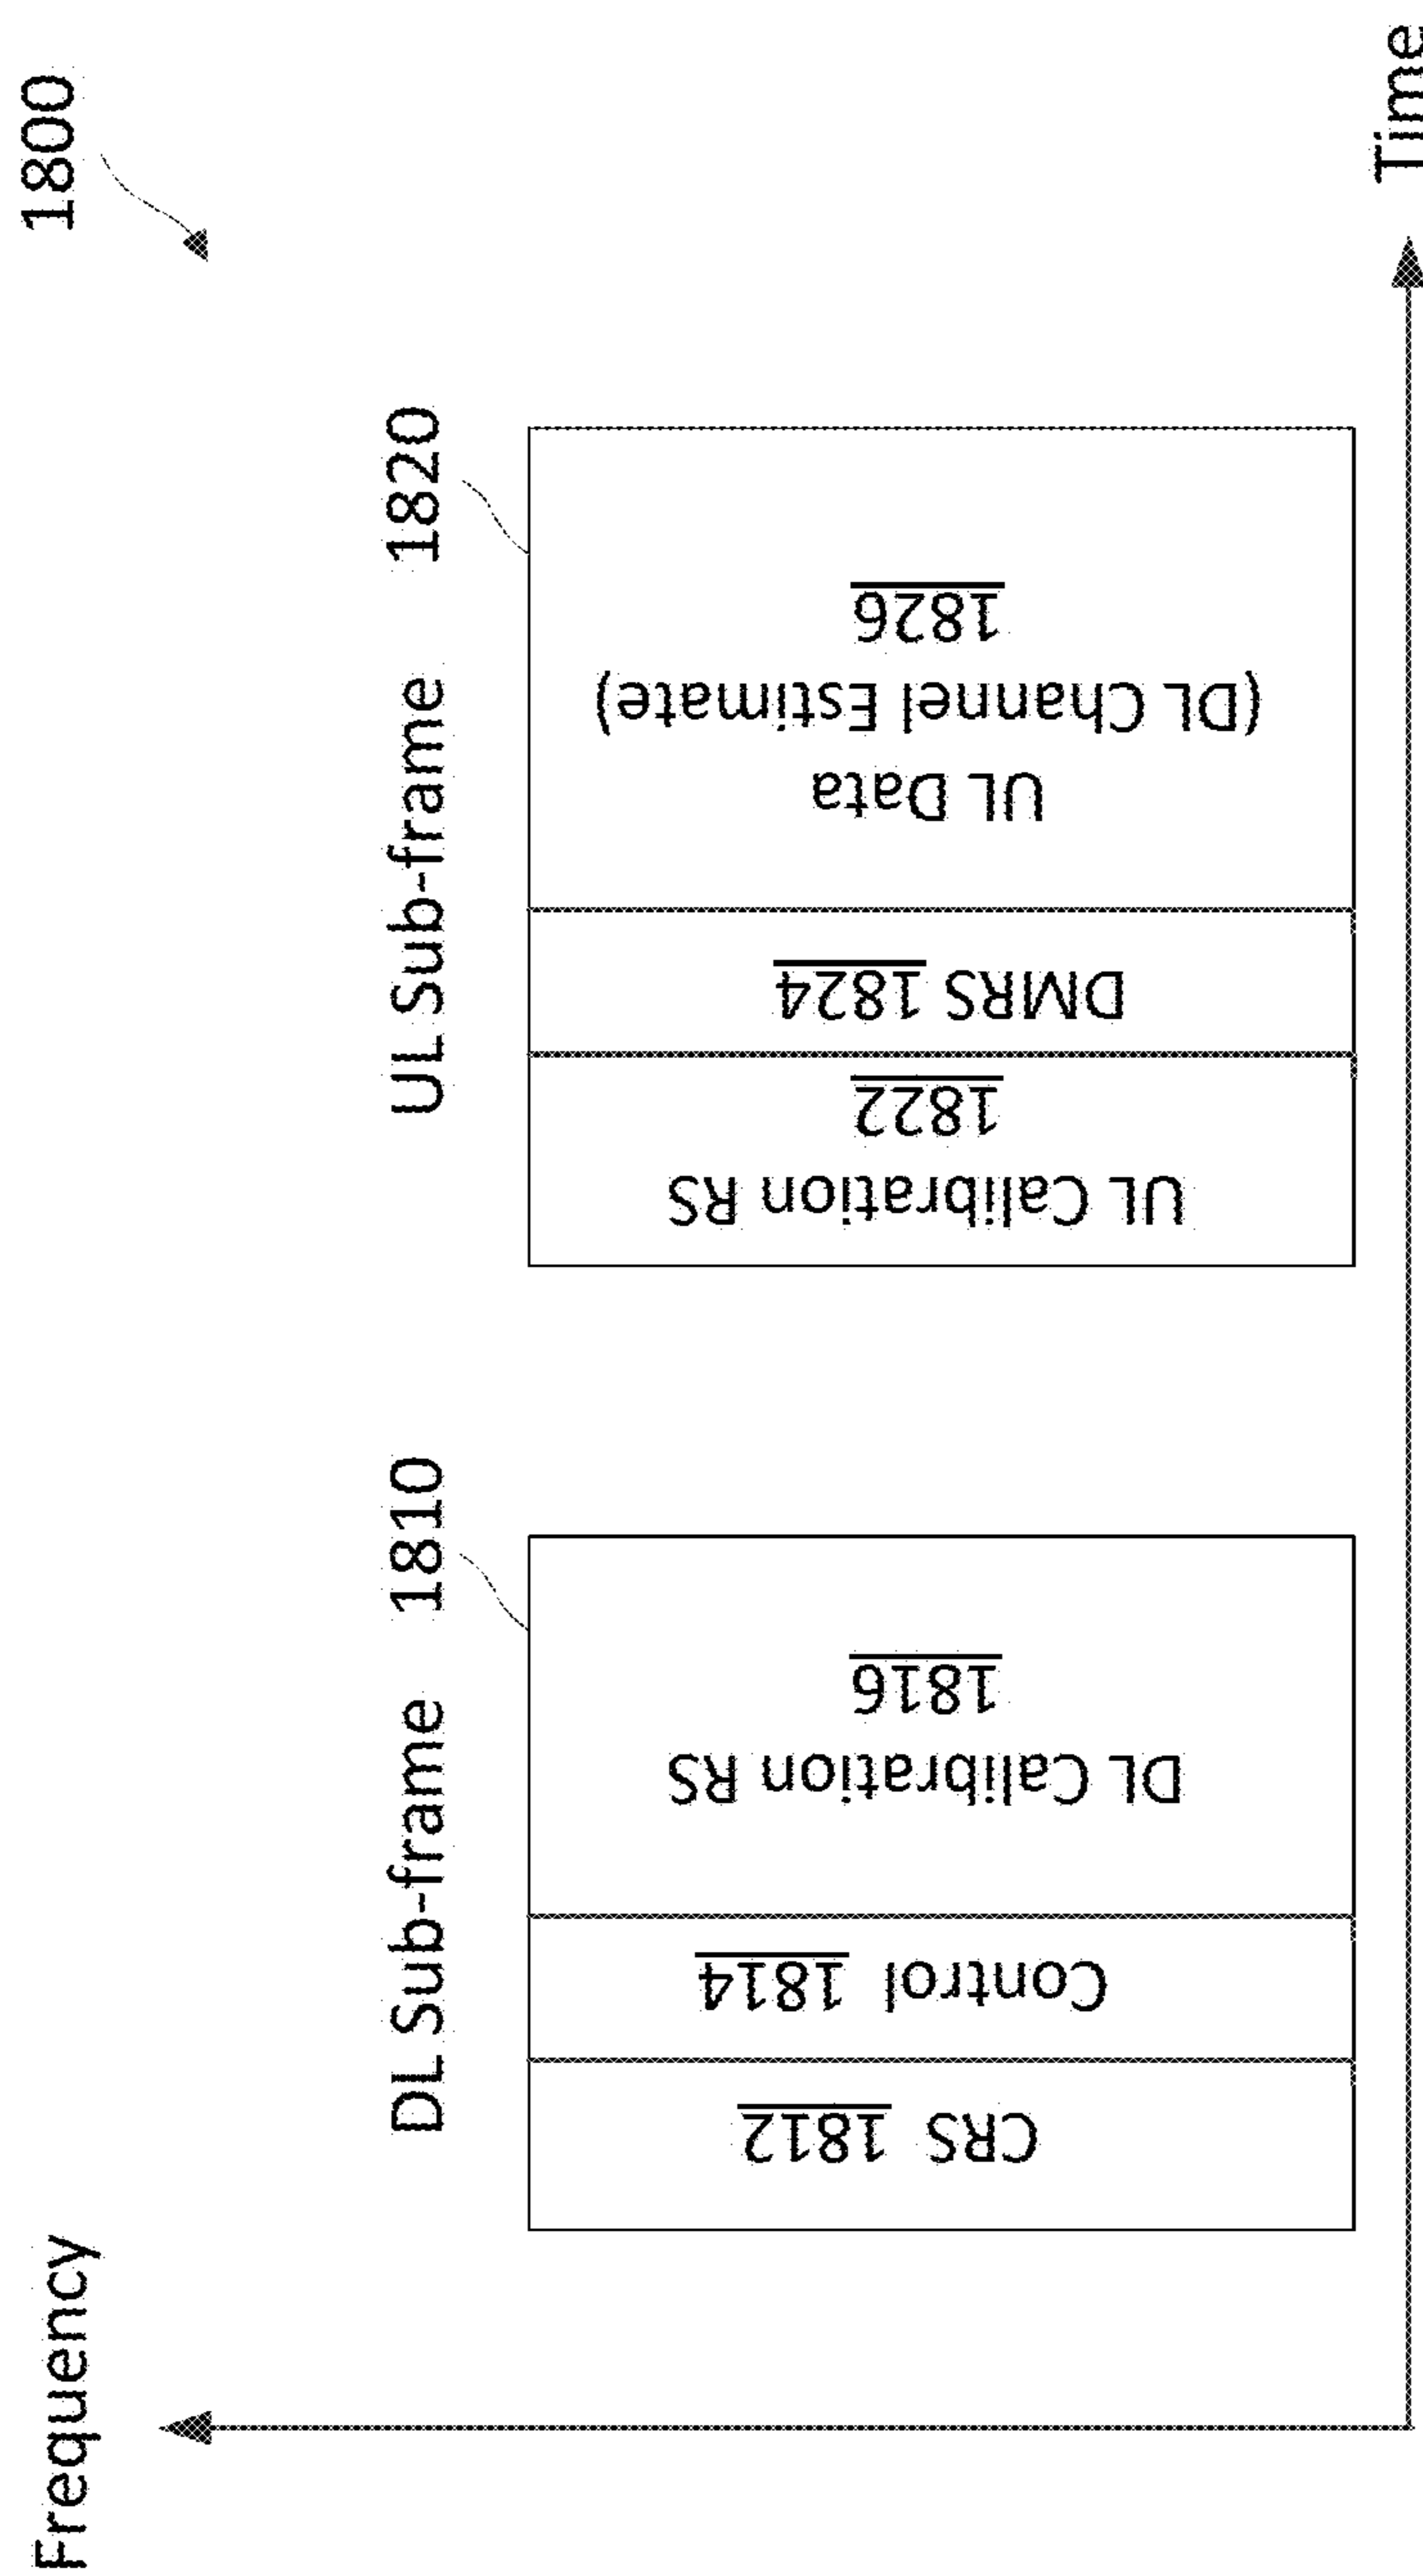 1800
Frequency
DL Sub-frame 1810
CRS 1812
Control 1814
DL Calibration RS
1816
UL Sub-frame 1820
UL Calibration RS
1822
DMRS 1824
UL Data
(DL Channel Estimate)
1826
Time